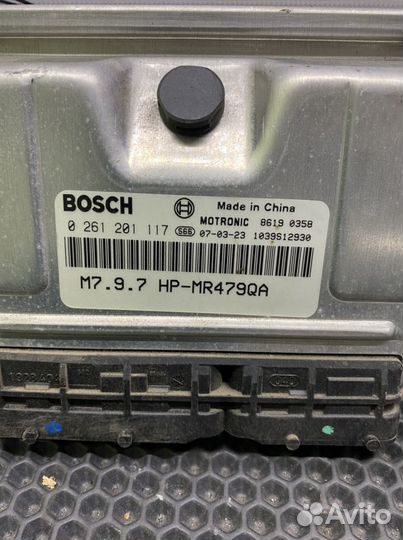 BOSCH
Made in China
MOTRONIC 8619 0358
0 261 201 117 S66 07-03-23 1039S12930
M7.9.7 HP-MR479QA
Avito